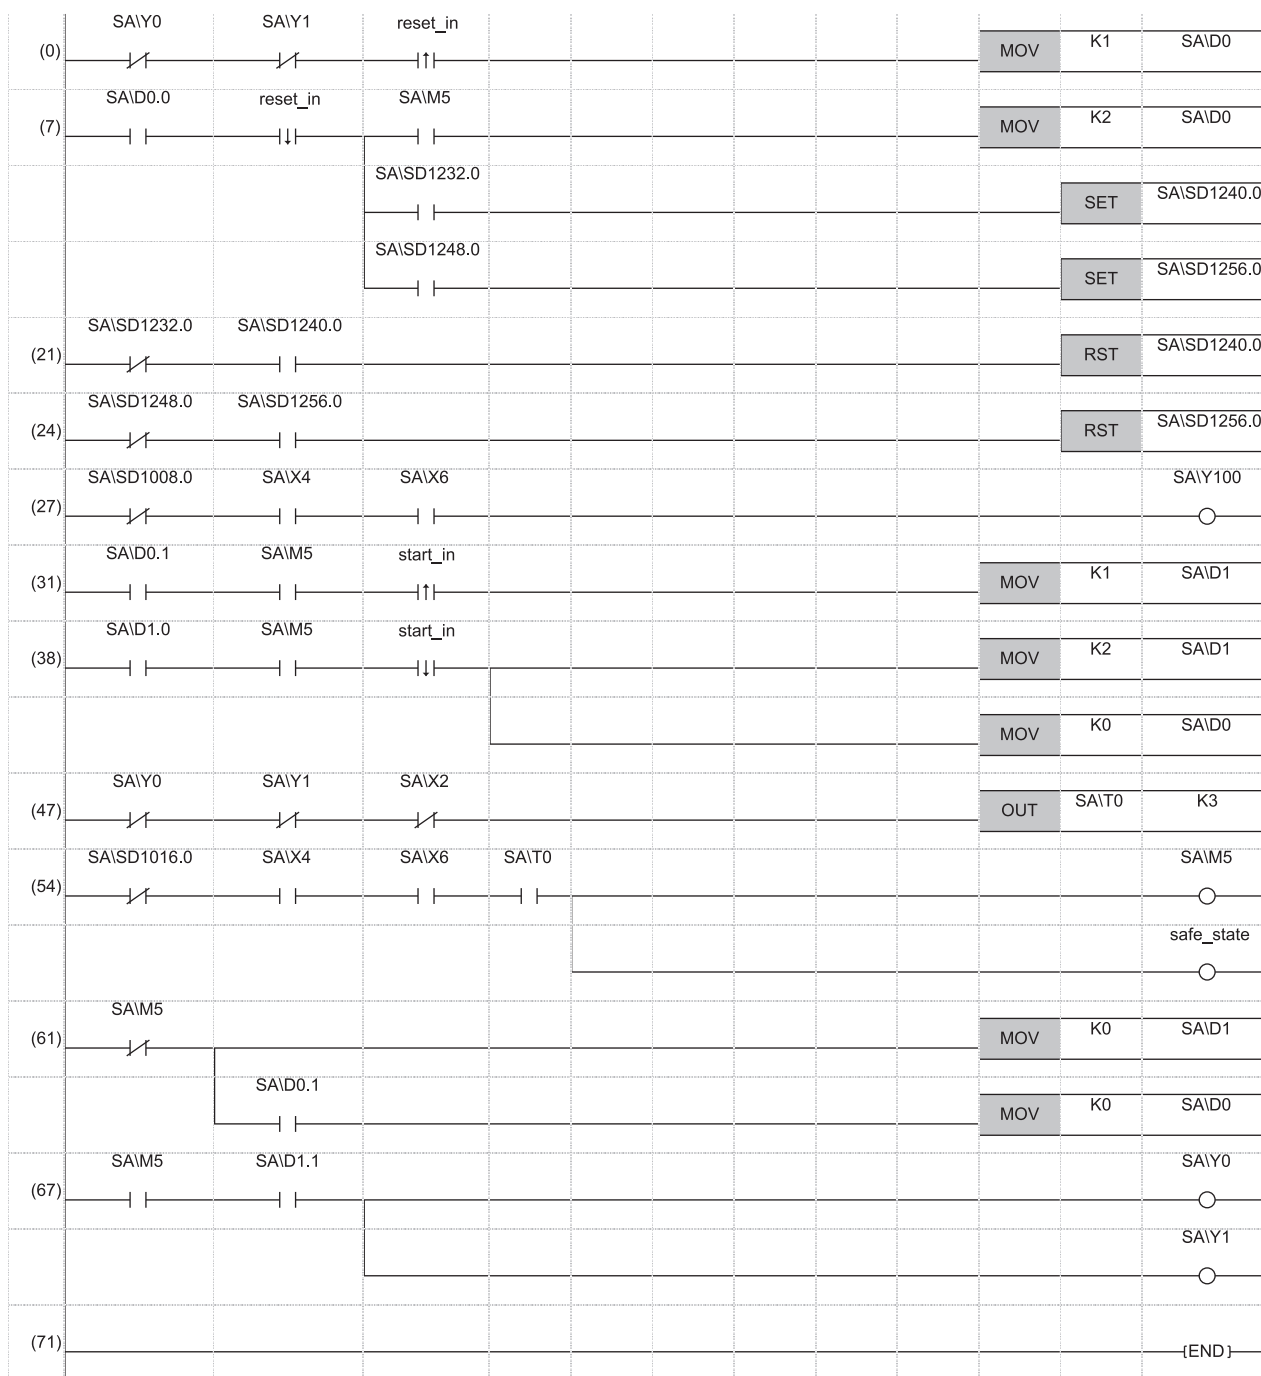 SA\Y0 SA\Y1 reset_in
(0) MOV K1 SA\D0
SA\D0.0 reset_in SA\M5
(7) MOV K2 SA\D0
SA\SD1232.0
SET SA\SD1240.0
SA\SD1248.0
SET SA\SD1256.0
SA\SD1232.0 SA\SD1240.0
(21) RST SA\SD1240.0
SA\SD1248.0 SA\SD1256.0
(24) RST SA\SD1256.0
SA\SD1008.0 SA\X4 SA\X6 SA\Y100
(27)
SA\D0.1 SA\M5 start_in
(31) MOV K1 SA\D1
SA\D1.0 SA\M5 start_in
(38) MOV K2 SA\D1
MOV K0 SA\D0
SA\Y0 SA\Y1 SA\X2
(47) OUT SA\T0 K3
SA\SD1016.0 SA\X4 SA\X6 SA\T0 SA\M5
(54)
safe_state
SA\M5
(61) MOV K0 SA\D1
SA\D0.1
MOV K0 SA\D0
SA\M5 SA\D1.1 SA\Y0
(67)
SA\Y1
(71) [END]